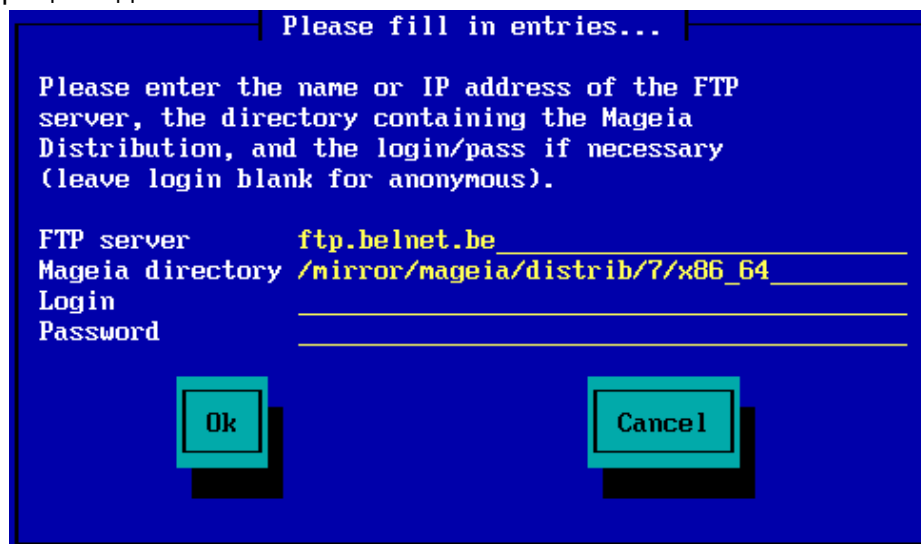 Please fill in entries...
Please enter the name or IP address of the FTP
server, the directory containing the Mageia
Distribution, and the login/pass if necessary
(leave login blank for anonymous).
FTP server ftp.belnet.be
Mageia directory /mirror/mageia/distrib/7/x86_64
Login
Password
Ok Cancel